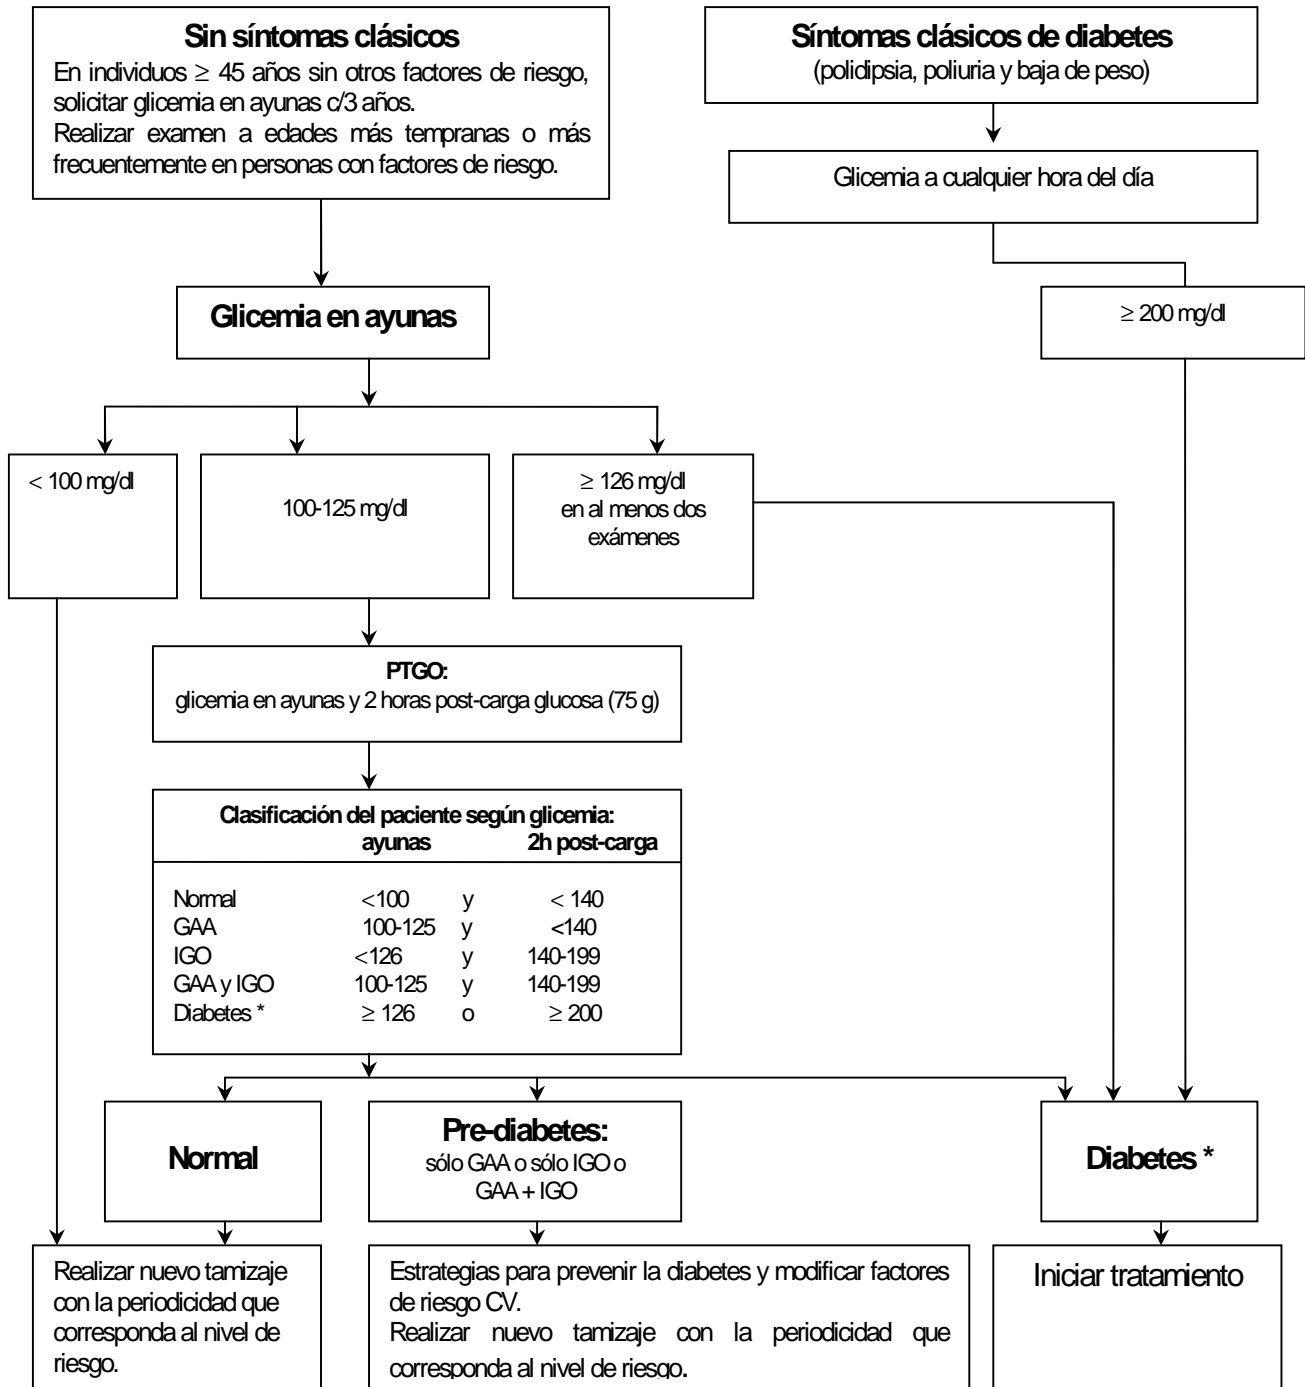 Sin síntomas clásicos
En individuos ≥ 45 años sin otros factores de riesgo,
solicitar glicemia en ayunas c/3 años.
Realizar examen a edades más tempranas o más
frecuentemente en personas con factores de riesgo.
Síntomas clásicos de diabetes
(polidipsia, poliuria y baja de peso)
Glicemia a cualquier hora del día
Glicemia en ayunas
≥ 200 mg/dl
< 100 mg/dl
100-125 mg/dl
≥ 126 mg/dl
en al menos dos
exámenes
PTGO:
glicemia en ayunas y 2 horas post-carga glucosa (75 g)
Clasificación del paciente según glicemia:
ayunas 2h post-carga
Normal <100 y < 140
GAA 100-125 y <140
IGO <126 y 140-199
GAA y IGO 100-125 y 140-199
Diabetes * ≥ 126 o ≥ 200
Normal
Pre-diabetes:
sólo GAA o sólo IGO o
GAA + IGO
Diabetes *
Realizar nuevo tamizaje
con la periodicidad que
corresponda al nivel de
riesgo.
Estrategias para prevenir la diabetes y modificar factores
de riesgo CV.
Realizar nuevo tamizaje con la periodicidad que
corresponda al nivel de riesgo.
Iniciar tratamiento